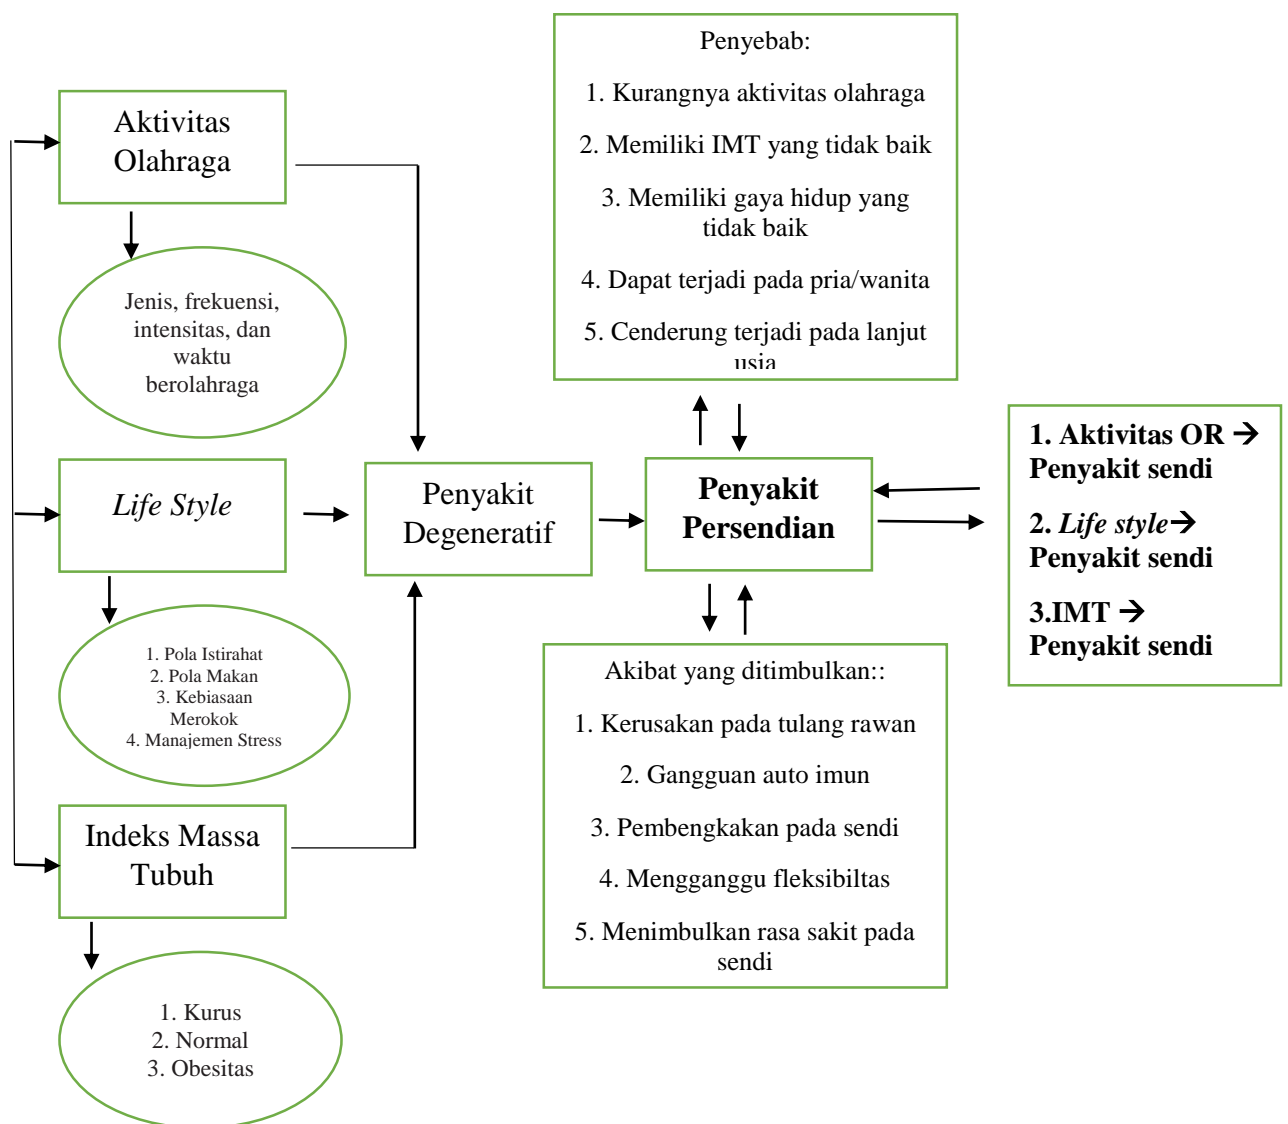 Aktivitas
Olahraga
Jenis, frekuensi,
intensitas, dan
waktu
berolahraga
Life Style
1. Pola Istirahat
2. Pola Makan
3. Kebiasaan
Merokok
4. Manajemen Stress
Indeks Massa
Tubuh
1. Kurus
2. Normal
3. Obesitas
Penyakit
Degeneratif
Penyebab:
1. Kurangnya aktivitas olahraga
2. Memiliki IMT yang tidak baik
3. Memiliki gaya hidup yang
tidak baik
4. Dapat terjadi pada pria/wanita
5. Cenderung terjadi pada lanjut
usia
Penyakit
Persendian
Akibat yang ditimbulkan::
1. Kerusakan pada tulang rawan
2. Gangguan auto imun
3. Pembengkakan pada sendi
4. Mengganggu fleksibiltas
5. Menimbulkan rasa sakit pada
sendi
1. Aktivitas OR →
Penyakit sendi
2. Life style→
Penyakit sendi
3.IMT →
Penyakit sendi